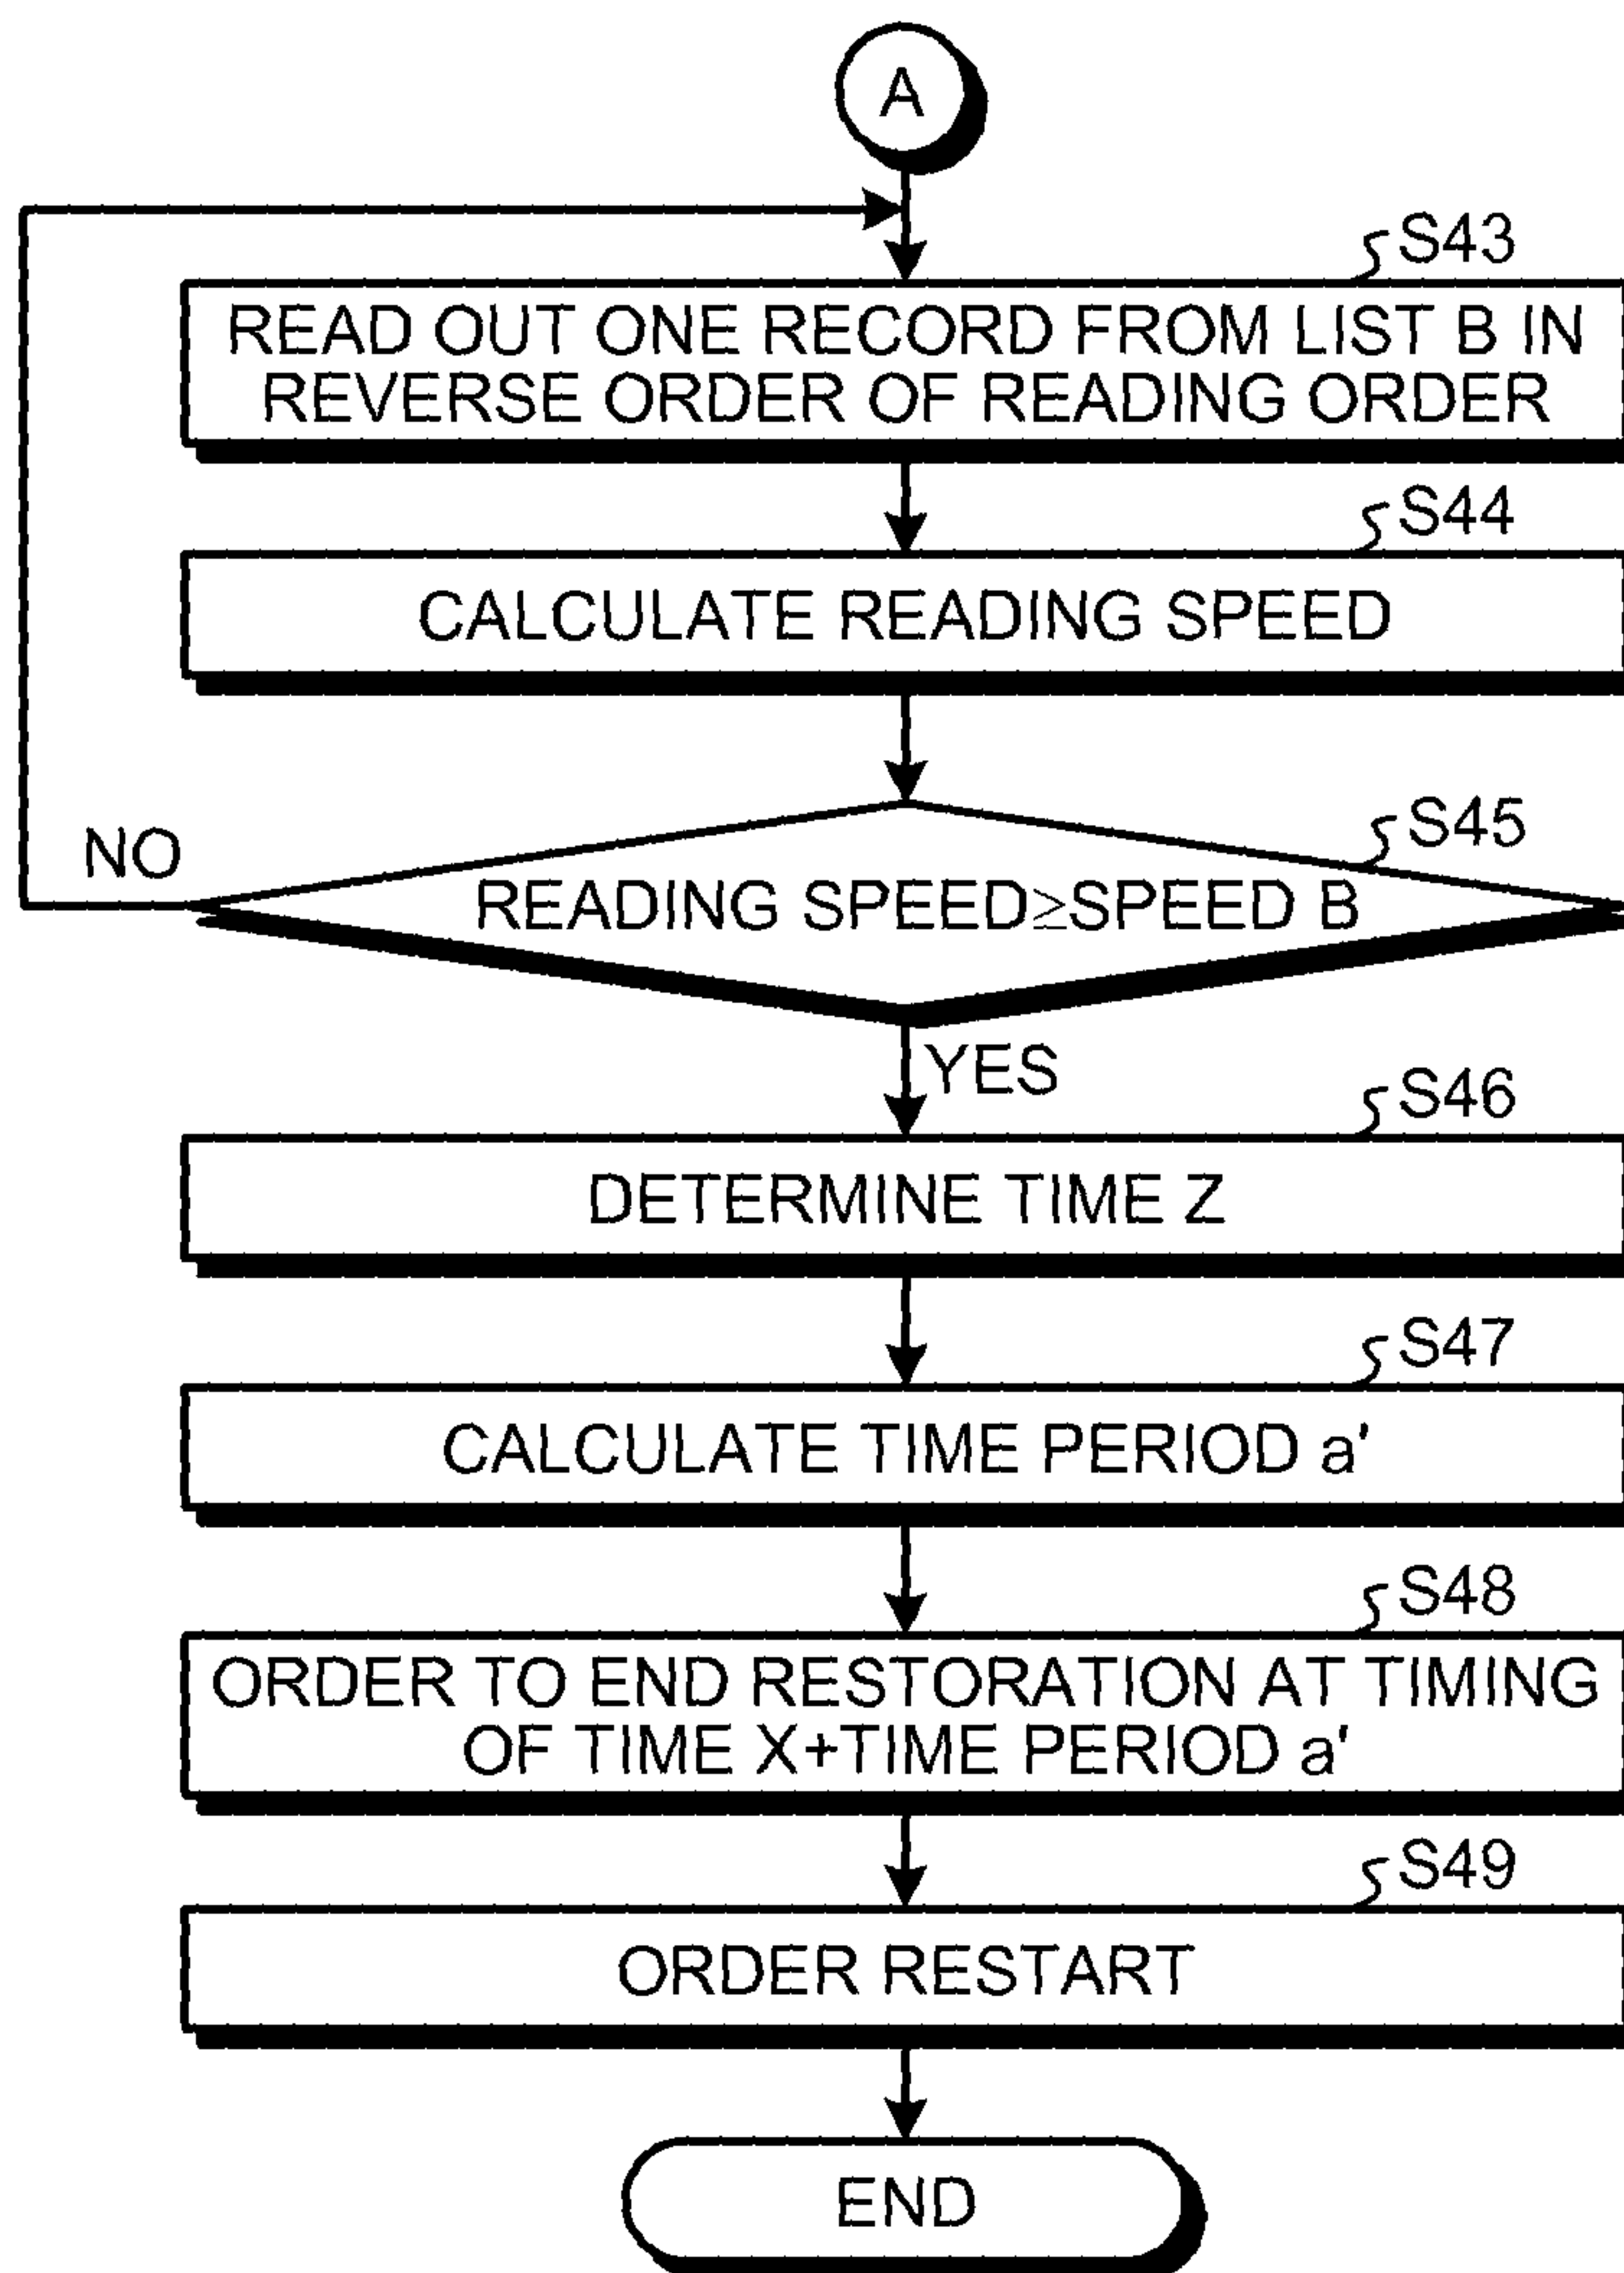 A
S43
READ OUT ONE RECORD FROM LIST B IN
REVERSE ORDER OF READING ORDER
S44
CALCULATE READING SPEED
S45
NO
READING SPEED≥SPEED B
YES
S46
DETERMINE TIME Z
S47
CALCULATE TIME PERIOD a'
S48
ORDER TO END RESTORATION AT TIMING
OF TIME X+TIME PERIOD a'
S49
ORDER RESTART
END